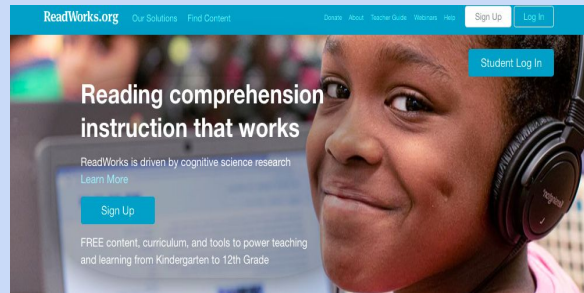 ReadWorks.org Our Solutions Find Content Donate About Teacher Guide Webinars Help Sign Up Log In
Student Log In
Reading comprehension
instruction that works
ReadWorks is driven by cognitive science research
Learn More
Sign Up
FREE content, curriculum, and tools to power teaching
and learning from Kindergarten to 12th Grade